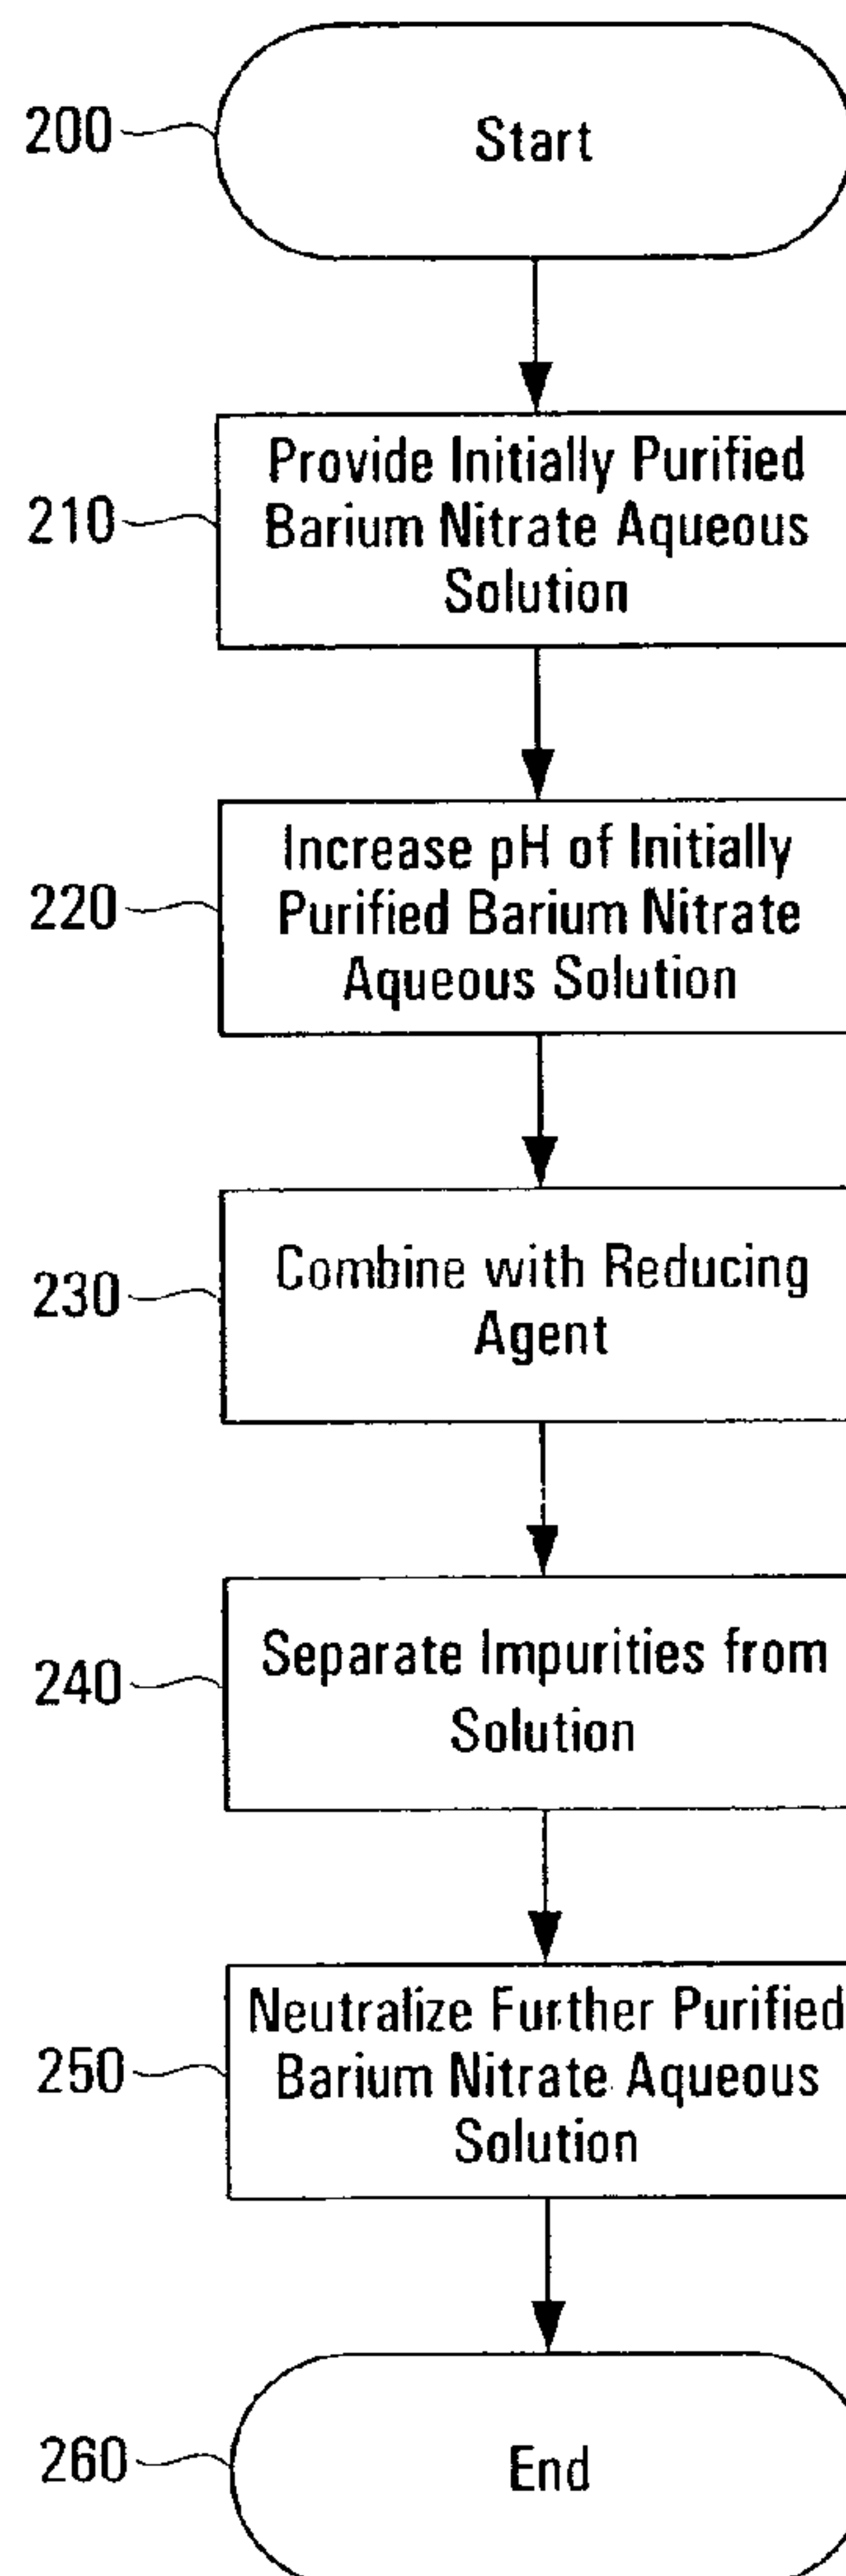 200
Start
210
Provide Initially Purified
Barium Nitrate Aqueous
Solution
220
Increase pH of Initially
Purified Barium Nitrate
Aqueous Solution
230
Combine with Reducing
Agent
240
Separate Impurities from
Solution
250
Neutralize Further Purified
Barium Nitrate Aqueous
Solution
260
End